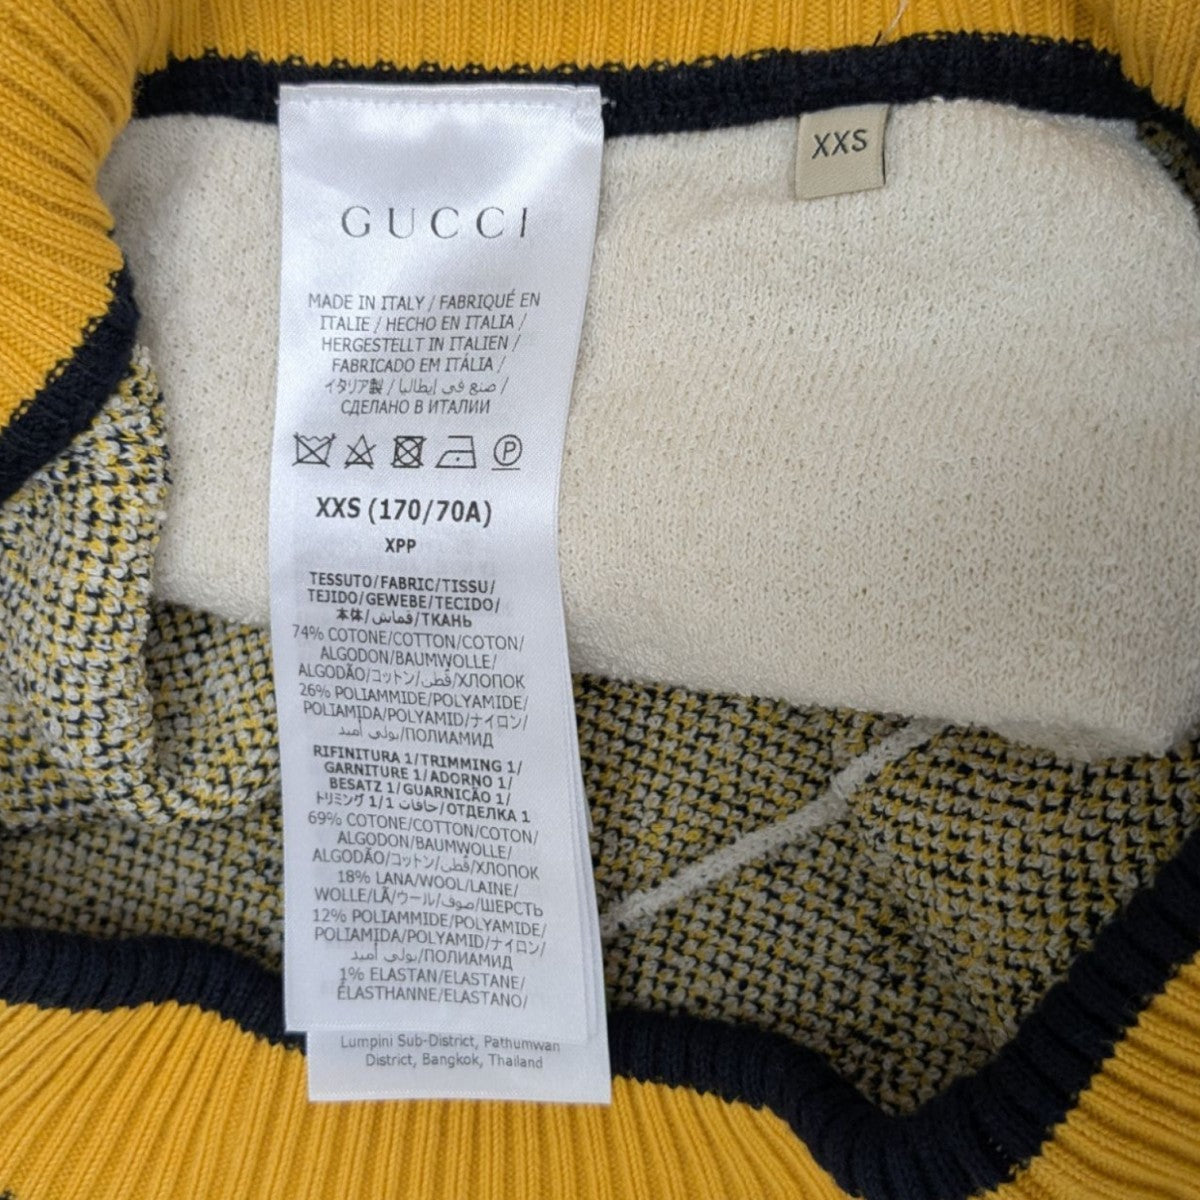 XXS
GUCCI
MADE IN ITALY / FABRIQUÉ EN
ITALIE / HECHO EN ITALIA /
HERGESTELLT IN ITALIEN /
FABRICADO EM ITÁLIA /
イタリア製 / صنع في إيطاليا /
СДЕЛАНО В ИТАЛИИ
P
XXS (170/70A)
XPP
TESSUTO/FABRIC/TISSU/
TEJIDO/GEWEBE/TECIDO/
本体/قماش/ТКАНЬ
74% COTONE/COTTON/COTON/
ALGODON/BAUMWOLLE/
ALGODÃO/コットン/قطن/ХЛОПОК
26% POLIAMMIDE/POLYAMIDE/
POLIAMIDA/POLYAMID/ナイロン/
بولي أميد/ПОЛИАМИД
RIFINITURA 1/TRIMMING 1/
GARNITURE 1/ADORNO 1/
BESATZ 1/GUARNIÇÃO 1/
トリミング 1/1 حافات/ОТДЕЛКА 1
69% COTONE/COTTON/COTON/
ALGODON/BAUMWOLLE/
ALGODÃO/コットン/قطن/ХЛОПОК
18% LANA/WOOL/LAINE/
WOLLE/LÃ/ウール/صوف/ШЕРСТЬ
12% POLIAMMIDE/POLYAMIDE/
POLIAMIDA/POLYAMID/ナイロン/
بولي أميد/ПОЛИАМИД
1% ELASTAN/ELASTANE/
ÉLASTHANNE/ELASTANO/
Lumpini Sub-District, Pathumwan
District, Bangkok, Thailand